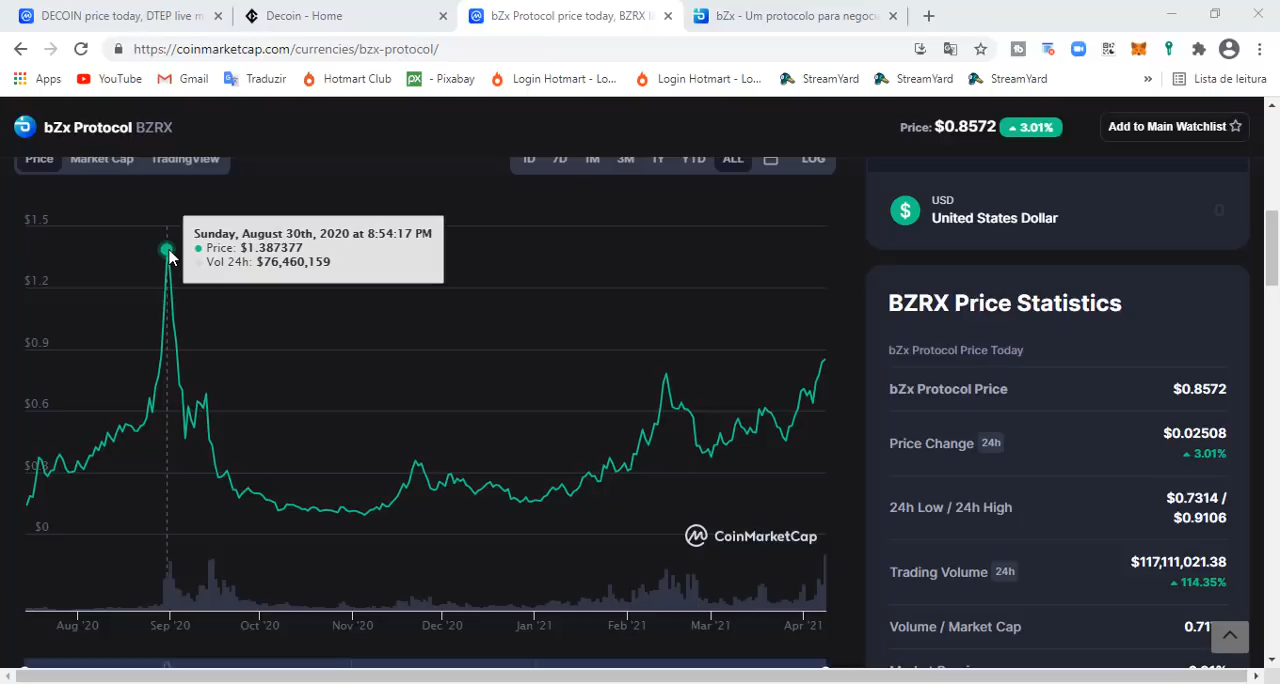 DECOIN price today, DTEP live m
Decoin - Home
bZx Protocol price today, BZRX li
bZx - Um protocolo para negoc
https://coinmarketcap.com/currencies/bzx-protocol/
Apps YouTube Gmail Traduzir Hotmart Club - Pixabay Login Hotmart - Lo... Login Hotmart - Lo... StreamYard StreamYard StreamYard » Lista de leitura
bZx Protocol BZRX
Price: $0.8572 3.01%
Add to Main Watchlist
Price Market Cap TradingView
1D 7D 1M 3M 1Y YTD ALL LOG
USD
United States Dollar
0
$1.5
$1.2
$0.9
$0.6
$0.3
$0
Sunday, August 30th, 2020 at 8:54:17 PM
Price: $1.387377
Vol 24h: $76,460,159
CoinMarketCap
Aug '20 Sep '20 Oct '20 Nov '20 Dec '20 Jan '21 Feb '21 Mar '21 Apr '21
BZRX Price Statistics
bZx Protocol Price Today
bZx Protocol Price $0.8572
Price Change 24h $0.02508
3.01%
24h Low / 24h High $0.7314 /
$0.9106
Trading Volume 24h $117,111,021.38
114.35%
Volume / Market Cap 0.71